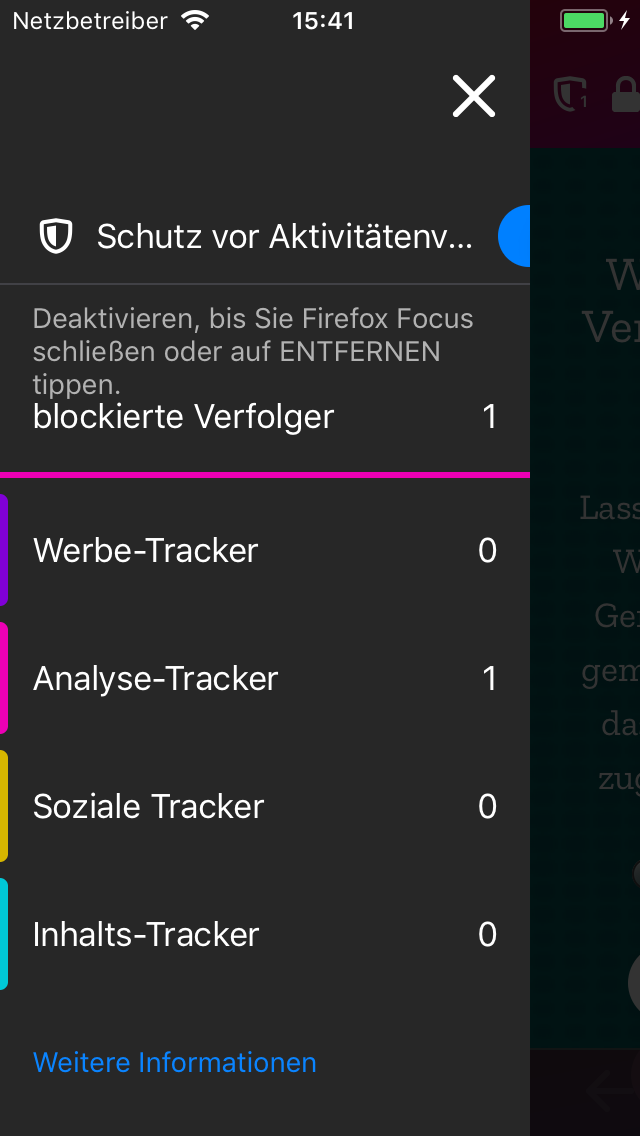 Netzbetreiber 15:41
1
Schutz vor Aktivitätenv...
Deaktivieren, bis Sie Firefox Focus
schließen oder auf ENTFERNEN
tippen.
blockierte Verfolger 1
Werbe-Tracker 0
Analyse-Tracker 1
Soziale Tracker 0
Inhalts-Tracker 0
Weitere Informationen
W
Ver
Lass
W
Ger
gem
da
zug